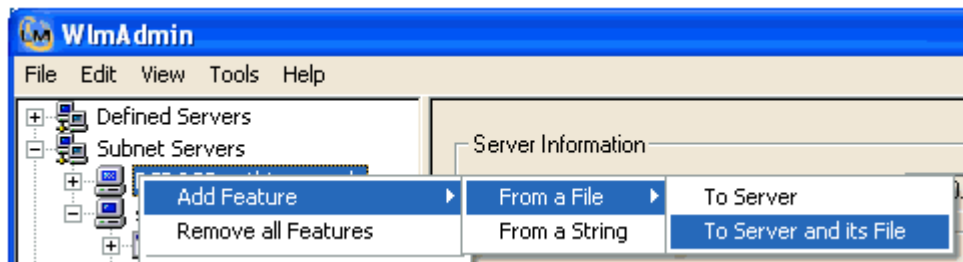 WlmAdmin
File Edit View Tools Help
Defined Servers
Subnet Servers
Server Information
Add Feature
From a File
To Server
Remove all Features
From a String
To Server and its File